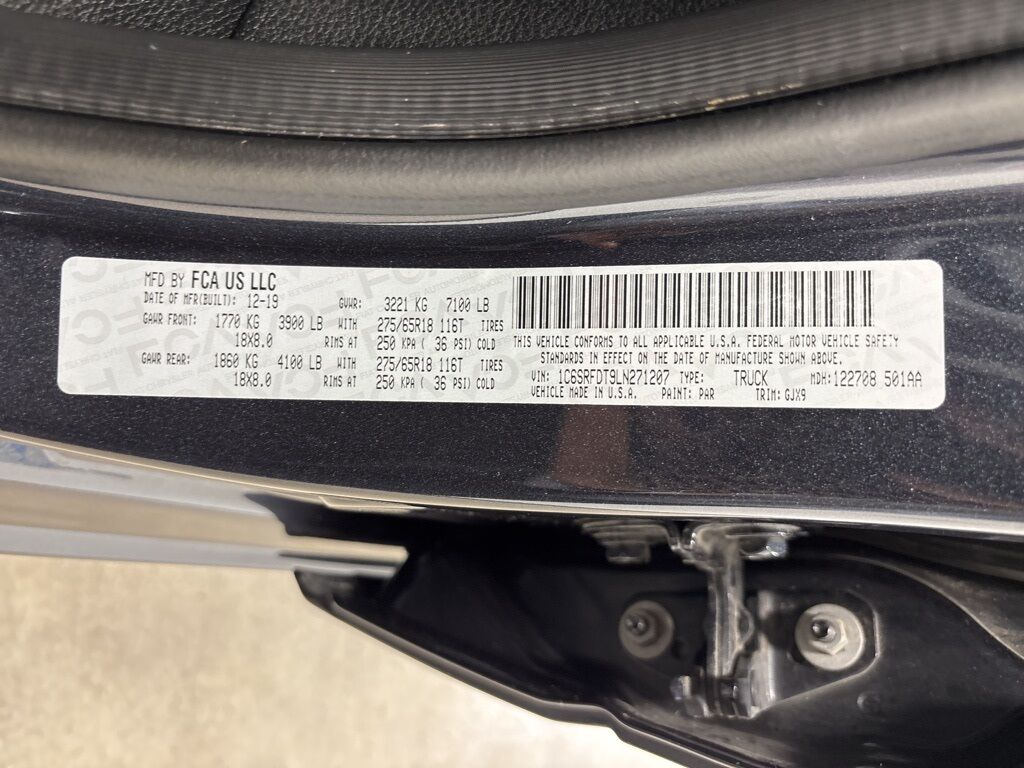 MFD BY FCA US LLC
DATE OF MFR(BUILT): 12-19 GVWR: 3221 KG 7100 LB
GAWR FRONT: 1770 KG 3900 LB WITH 275/65R18 116T TIRES
18X8.0 RIMS AT 250 KPA ( 36 PSI) COLD
GAWR REAR: 1860 KG 4100 LB WITH 275/65R18 116T TIRES
18X8.0 RIMS AT 250 KPA ( 36 PSI) COLD
THIS VEHICLE CONFORMS TO ALL APPLICABLE U.S.A. FEDERAL MOTOR VEHICLE SAFETY
STANDARDS IN EFFECT ON THE DATE OF MANUFACTURE SHOWN ABOVE.
VIN: 1C6SRFDT9LN271207 TYPE: TRUCK MDH: 122708 501AA
VEHICLE MADE IN U.S.A. PAINT: PAR TRIM: GJX9